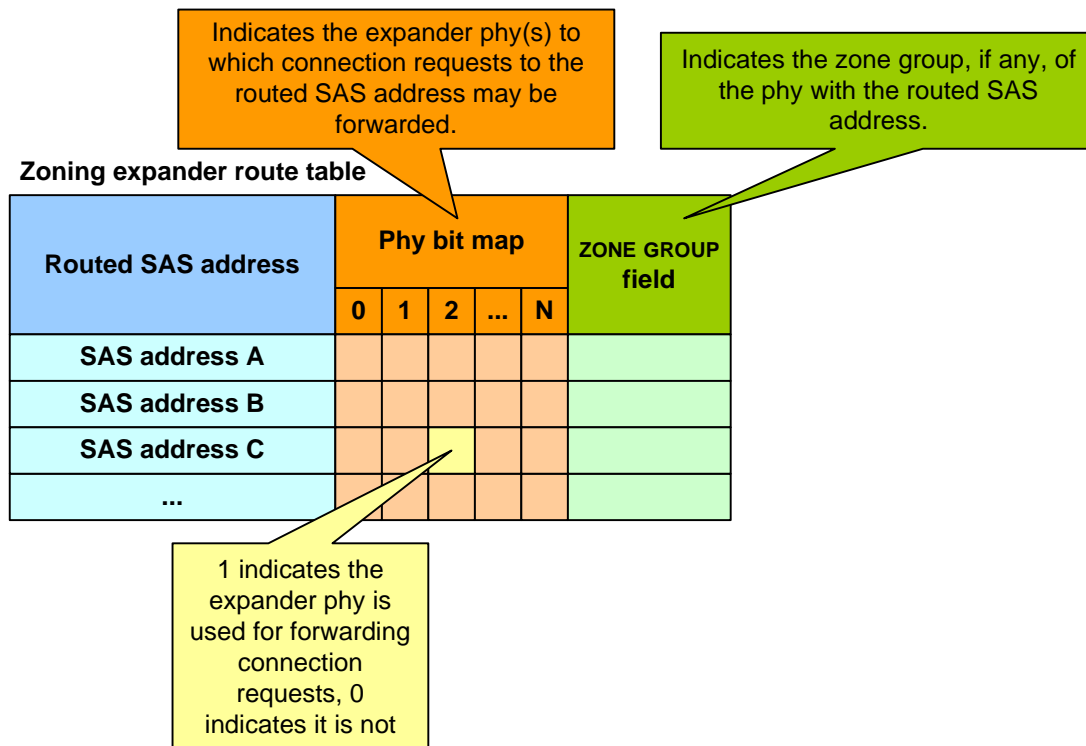 Indicates the expander phy(s) to
which connection requests to the
routed SAS address may be
forwarded.
Indicates the zone group, if any, of
the phy with the routed SAS
address.
Zoning expander route table
Routed SAS address
Phy bit map
ZONE GROUP
field
0 1 2 ... N
SAS address A
SAS address B
SAS address C
...
1 indicates the
expander phy is
used for forwarding
connection
requests, 0
indicates it is not